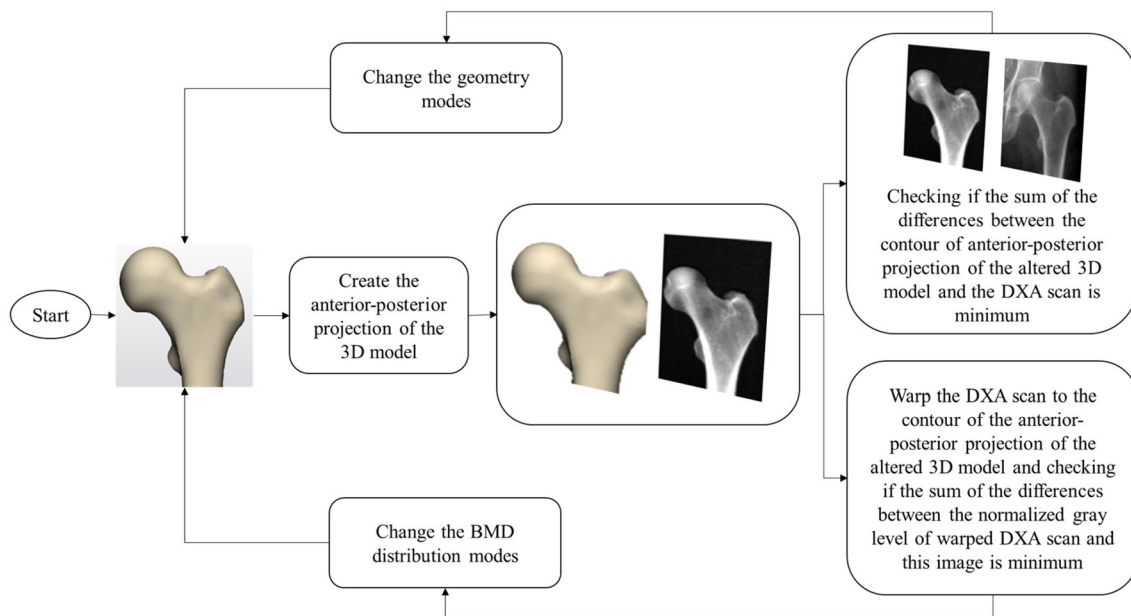 Change the geometry
modes
Start
Create the
anterior-posterior
projection of the
3D model
Checking if the sum of the
differences between the
contour of anterior-posterior
projection of the altered 3D
model and the DXA scan is
minimum
Warp the DXA scan to the
contour of the anterior-
posterior projection of the
altered 3D model and checking
if the sum of the differences
between the normalized gray
level of warped DXA scan and
this image is minimum
Change the BMD
distribution modes